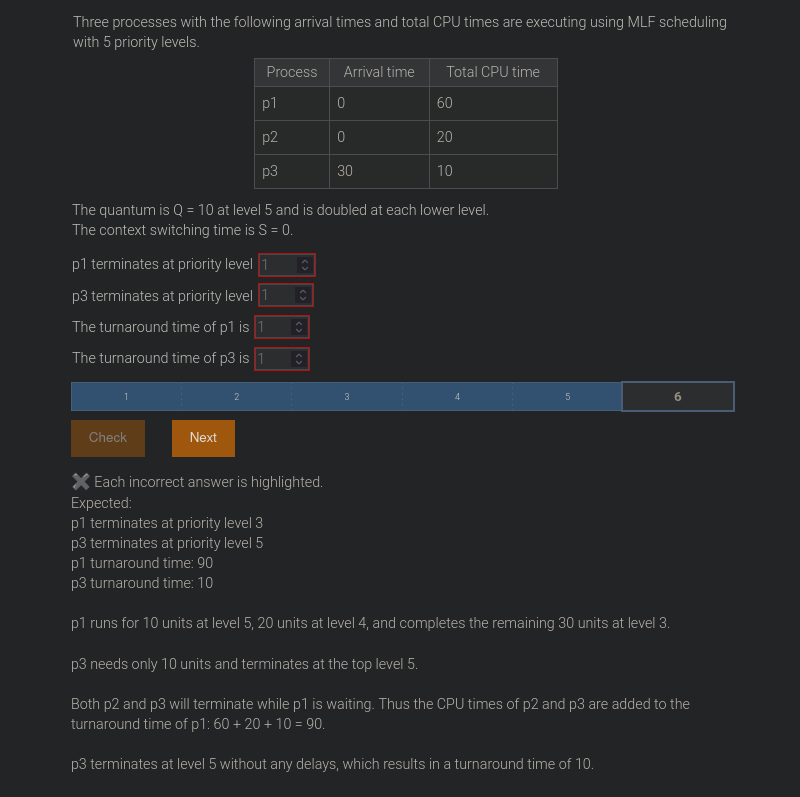 Three processes with the following arrival times and total CPU times are executing using MLF scheduling
with 5 priority levels.
Process Arrival time Total CPU time
p1 0 60
p2 0 20
p3 30 10
The quantum is Q = 10 at level 5 and is doubled at each lower level.
The context switching time is S = 0.
p1 terminates at priority level 1
p3 terminates at priority level 1
The turnaround time of p1 is 1
The turnaround time of p3 is 1
1 2 3 4 5 6
Check Next
Each incorrect answer is highlighted.
Expected:
p1 terminates at priority level 3
p3 terminates at priority level 5
p1 turnaround time: 90
p3 turnaround time: 10
p1 runs for 10 units at level 5, 20 units at level 4, and completes the remaining 30 units at level 3.
p3 needs only 10 units and terminates at the top level 5.
Both p2 and p3 will terminate while p1 is waiting. Thus the CPU times of p2 and p3 are added to the
turnaround time of p1: 60 + 20 + 10 = 90.
p3 terminates at level 5 without any delays, which results in a turnaround time of 10.